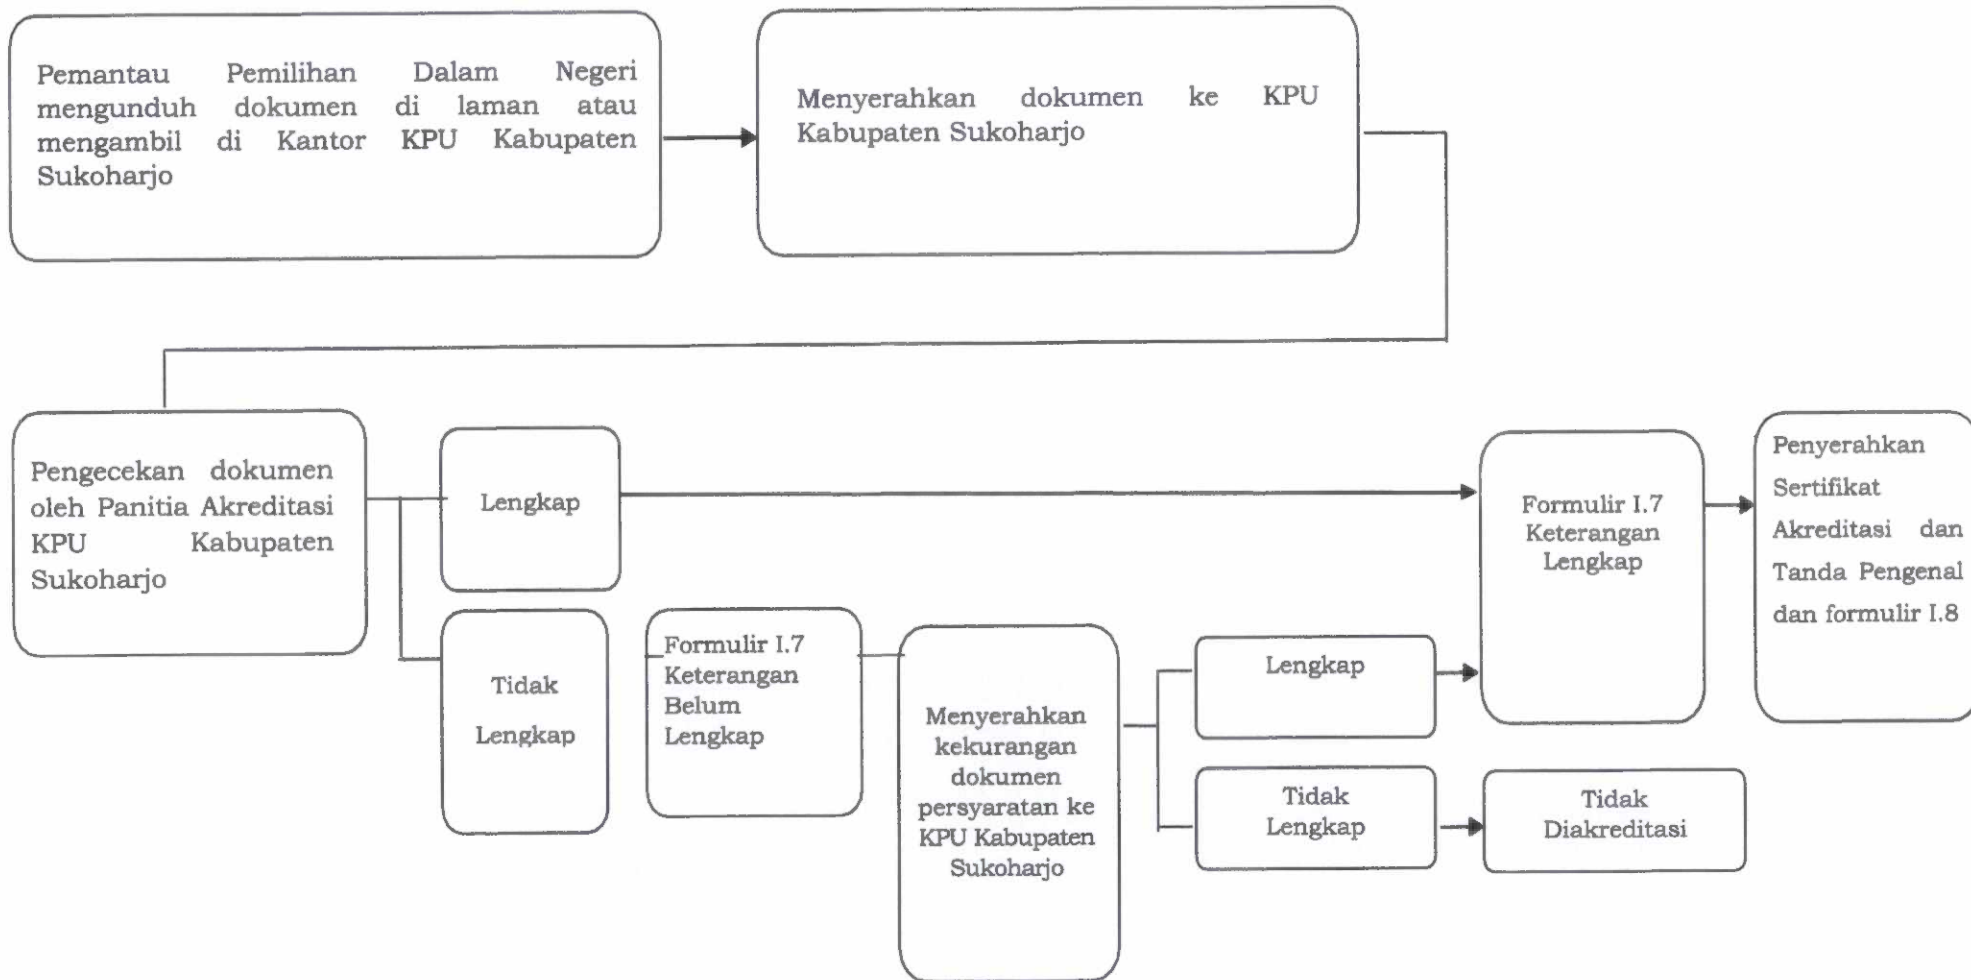 Pemantau Pemilihan Dalam Negeri
mengunduh dokumen di laman atau
mengambil di Kantor KPU Kabupaten
Sukoharjo
Menyerahkan dokumen ke KPU
Kabupaten Sukoharjo
Pengecekan dokumen
oleh Panitia Akreditasi
KPU Kabupaten
Sukoharjo
Lengkap
Tidak
Lengkap
Formulir I.7
Keterangan
Belum
Lengkap
Menyerahkan
kekurangan
dokumen
persyaratan ke
KPU Kabupaten
Sukoharjo
Lengkap
Tidak
Lengkap
Tidak
Diakreditasi
Formulir I.7
Keterangan
Lengkap
Penyerahkan
Sertifikat
Akreditasi dan
Tanda Pengenal
dan formulir I.8